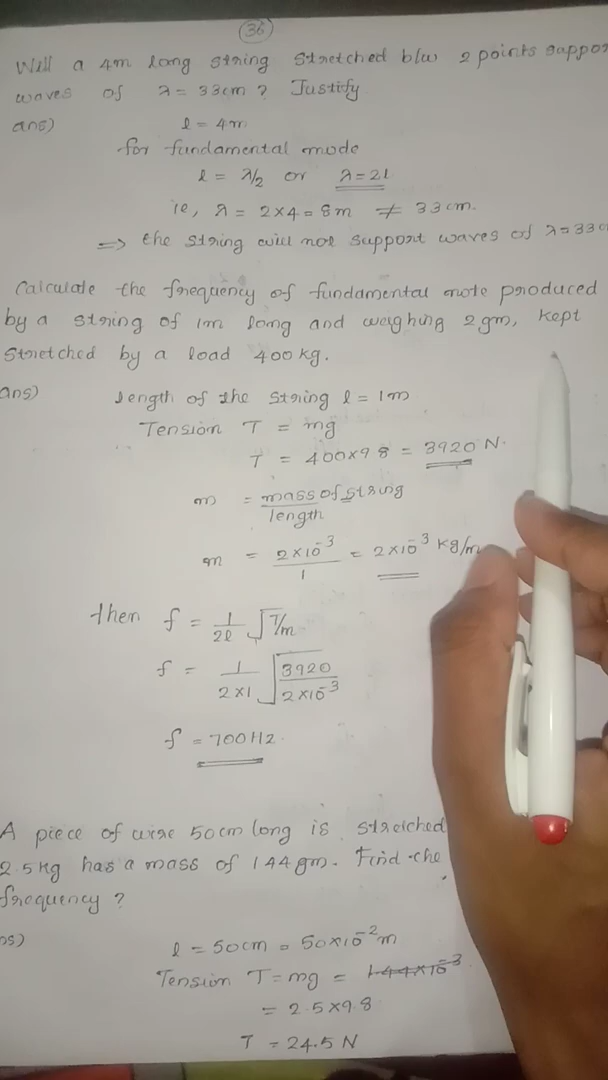 36
Will a 4m long string stretched b/w 2 points suppor
waves of λ = 33cm ? Justify
ans)
l = 4m
for fundamental mode
l = λ/2 or λ = 2l
ie, λ = 2×4 = 8m ≠ 33cm.
=> the string will not support waves of λ = 33c
Calculate the frequency of fundamental note produced
by a string of 1m long and weighing 2gm, kept
stretched by a load 400kg.
ans)
length of the string l = 1m
Tension T = mg
T = 400×9.8 = 3920 N.
m = mass of string / length
m = 2×10⁻³ / 1 = 2×10⁻³ kg/m
then f = 1/2l √T/m
f = 1/2×1 √3920/2×10⁻³
f = 700Hz.
A piece of wire 50cm long is stretched
2.5kg has a mass of 144gm. Find the
frequency ?
ns)
l = 50cm = 50×10⁻²m
Tension T = mg = 144×10⁻³
= 2.5×9.8
T = 24.5 N